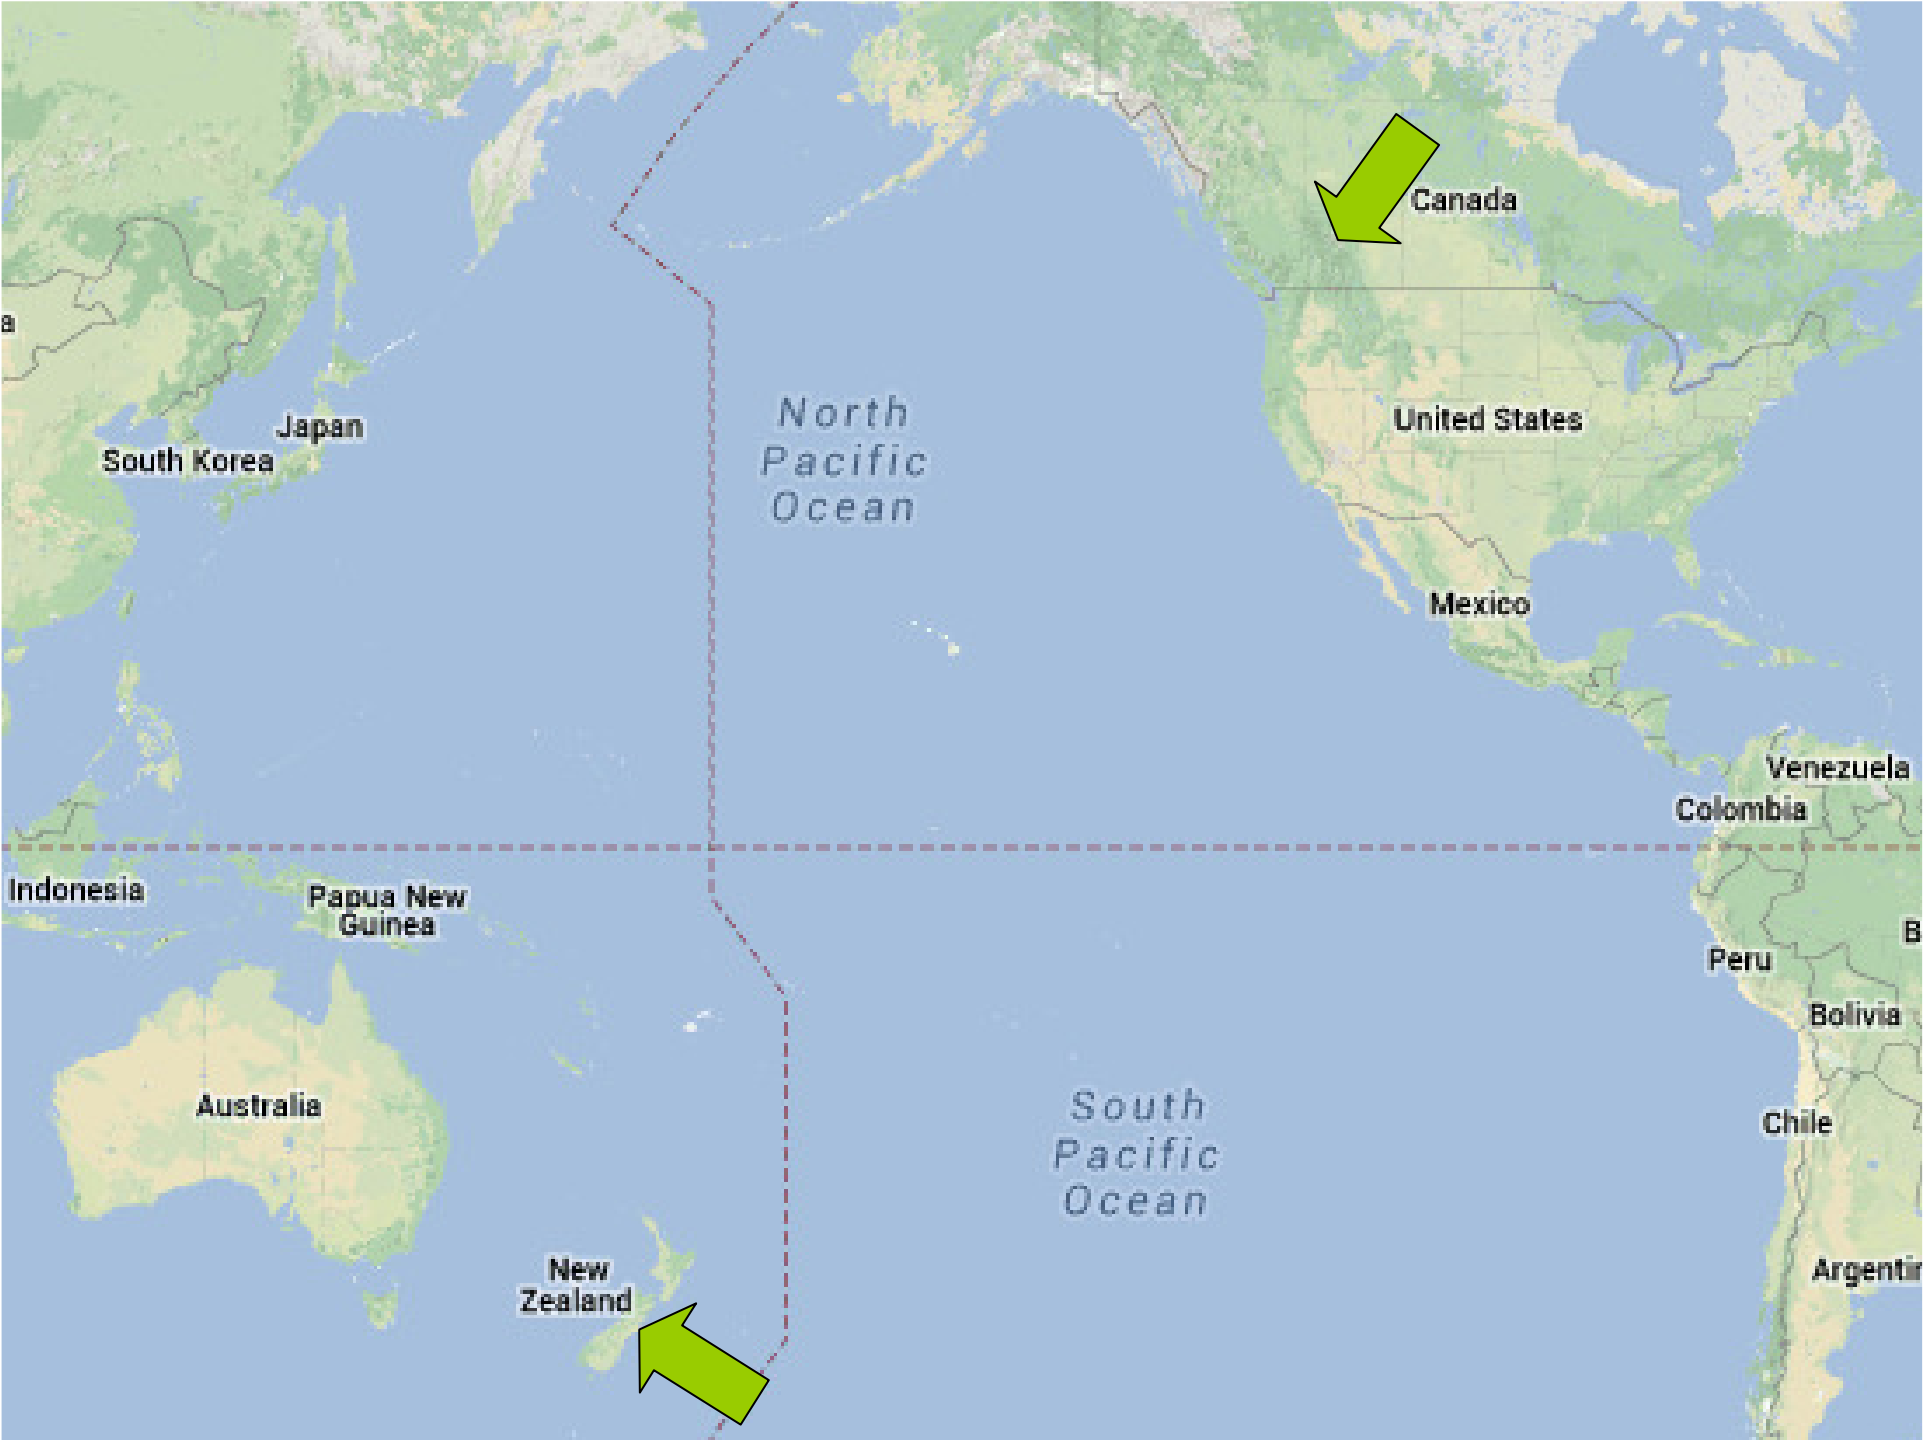 Canada
a
North
Pacific
Ocean
United States
Japan
South Korea
Mexico
Venezuela
Colombia
Indonesia
Papua New
Guinea
B
Peru
Bolivia
Australia
South
Pacific
Ocean
Chile
New
Zealand
Argentir